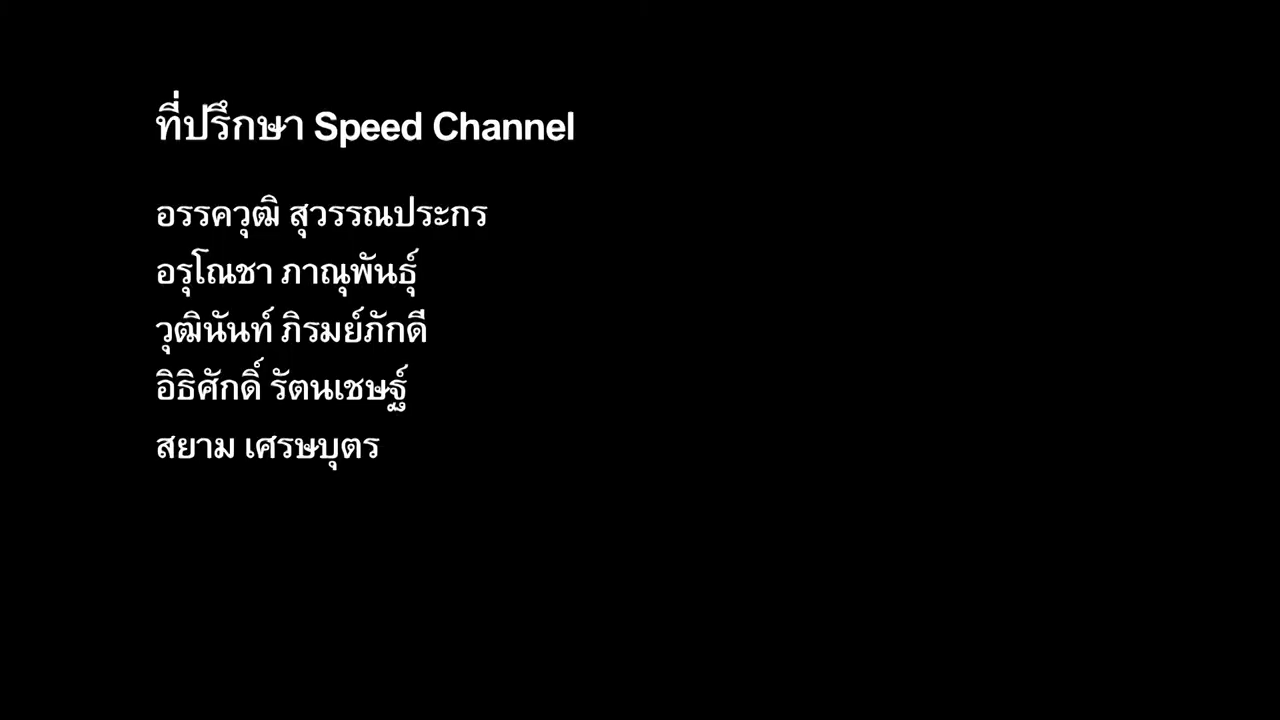 ที่ปรึกษา Speed Channel
อรรควุฒิ สุวรรณประกร
อรุโณชา ภาณุพันธุ์
วุฒินันท์ ภิรมย์ภักดี
อิธิศักดิ์ รัตนเชษฐ์
สยาม เศรษบุตร